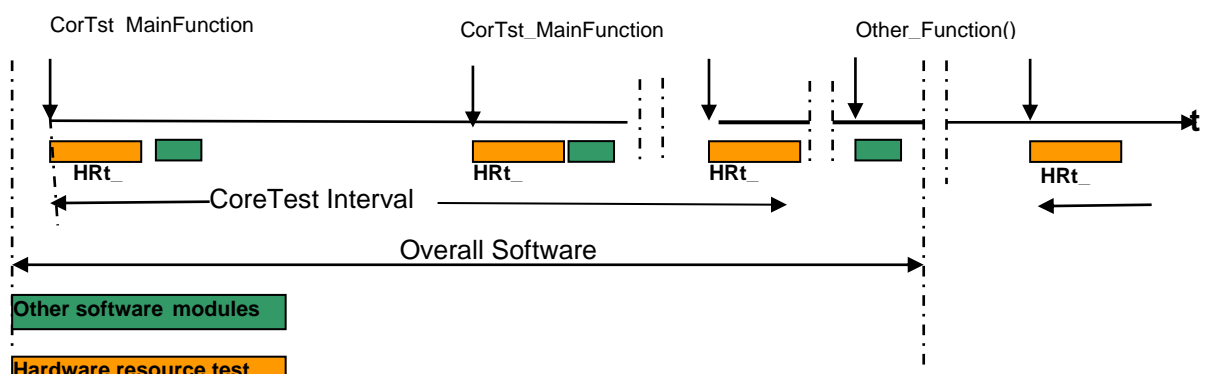 CorTst MainFunction
CorTst_MainFunction
Other_Function()
t
HRt_
HRt_
HRt_
HRt_
CoreTest Interval
Overall Software
Other software modules
Hardware resource test